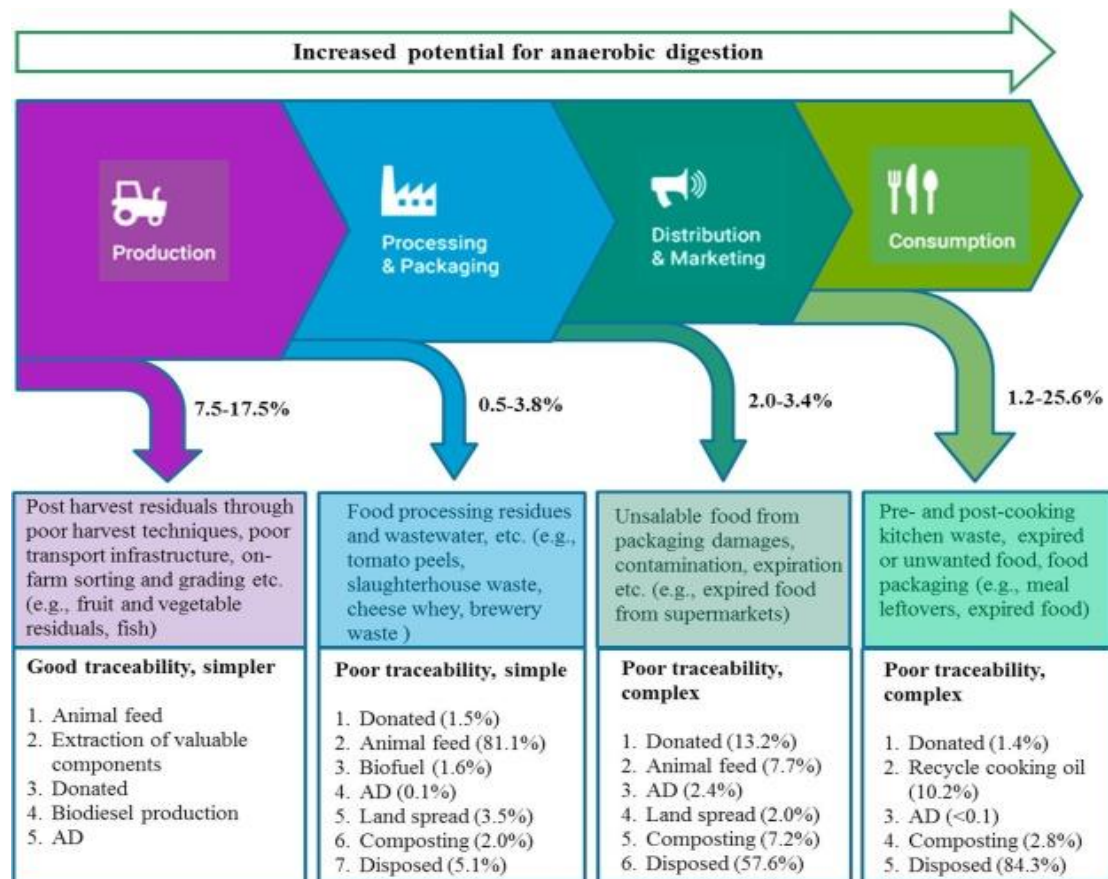 Increased potential for anaerobic digestion
Production
Processing
& Packaging
Distribution
& Marketing
Consumption
7.5-17.5%
0.5-3.8%
2.0-3.4%
1.2-25.6%
Post harvest residuals through
poor harvest techniques, poor
transport infrastructure, on-
farm sorting and grading etc.
(e.g., fruit and vegetable
residuals, fish)
Food processing residues
and wastewater, etc. (e.g.,
tomato peels,
slaughterhouse waste,
cheese whey, brewery
waste )
Unsalable food from
packaging damages,
contamination, expiration
etc. (e.g., expired food
from supermarkets)
Pre- and post-cooking
kitchen waste, expired
or unwanted food, food
packaging (e.g., meal
leftovers, expired food)
Good traceability, simpler
1. Animal feed
2. Extraction of valuable
components
3. Donated
4. Biodiesel production
5. AD
Poor traceability, simple
1. Donated (1.5%)
2. Animal feed (81.1%)
3. Biofuel (1.6%)
4. AD (0.1%)
5. Land spread (3.5%)
6. Composting (2.0%)
7. Disposed (5.1%)
Poor traceability,
complex
1. Donated (13.2%)
2. Animal feed (7.7%)
3. AD (2.4%)
4. Land spread (2.0%)
5. Composting (7.2%)
6. Disposed (57.6%)
Poor traceability,
complex
1. Donated (1.4%)
2. Recycle cooking oil
(10.2%)
3. AD (<0.1)
4. Composting (2.8%)
5. Disposed (84.3%)